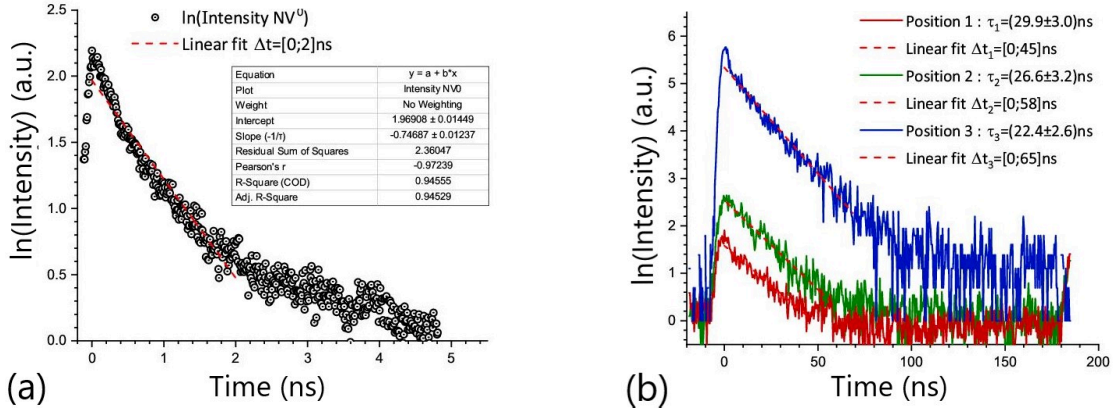 ln(Intensity NV⁰)
Linear fit Δt=[0;2]ns
Equation y = a + b*x
Plot Intensity NV0
Weight No Weighting
Intercept 1.96908 ± 0.01449
Slope (-1/τ) -0.74687 ± 0.01237
Residual Sum of Squares 2.36047
Pearson's r -0.97239
R-Square (COD) 0.94555
Adj. R-Square 0.94529
ln(Intensity) (a.u.)
2.5
2.0
1.5
1.0
0.5
0.0
0 1 2 3 4 5
Time (ns)
(a)
Position 1 : τ₁=(29.9±3.0)ns
Linear fit Δt₁=[0;45]ns
Position 2 : τ₂=(26.6±3.2)ns
Linear fit Δt₂=[0;58]ns
Position 3 : τ₃=(22.4±2.6)ns
Linear fit Δt₃=[0;65]ns
ln(Intensity) (a.u.)
6
5
4
3
2
1
0
0 50 100 150 200
Time (ns)
(b)